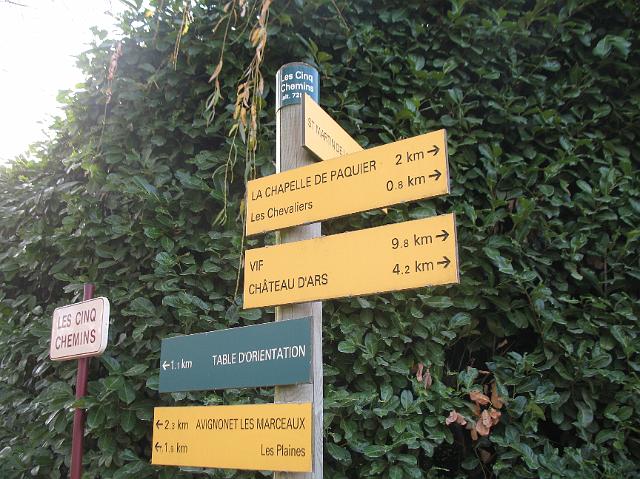 Les Cinq
Chemins
alt. 72
ST MARTIN DE
LA CHAPELLE DE PAQUIER 2 km →
Les Chevaliers 0.8 km →
VIF 9.8 km →
CHÂTEAU D'ARS 4.2 km →
LES CINQ
CHEMINS
← 1.1 km TABLE D'ORIENTATION
← 2.3 km AVIGNONET LES MARCEAUX
← 1.6 km Les Plaines